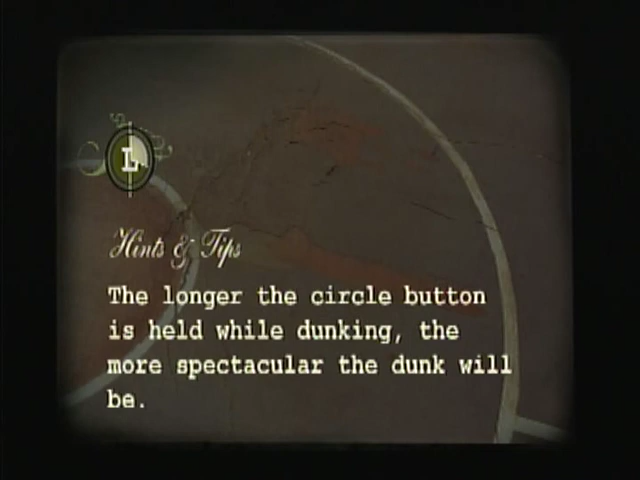 L
Hints & Tips
The longer the circle button
is held while dunking, the
more spectacular the dunk will
be.